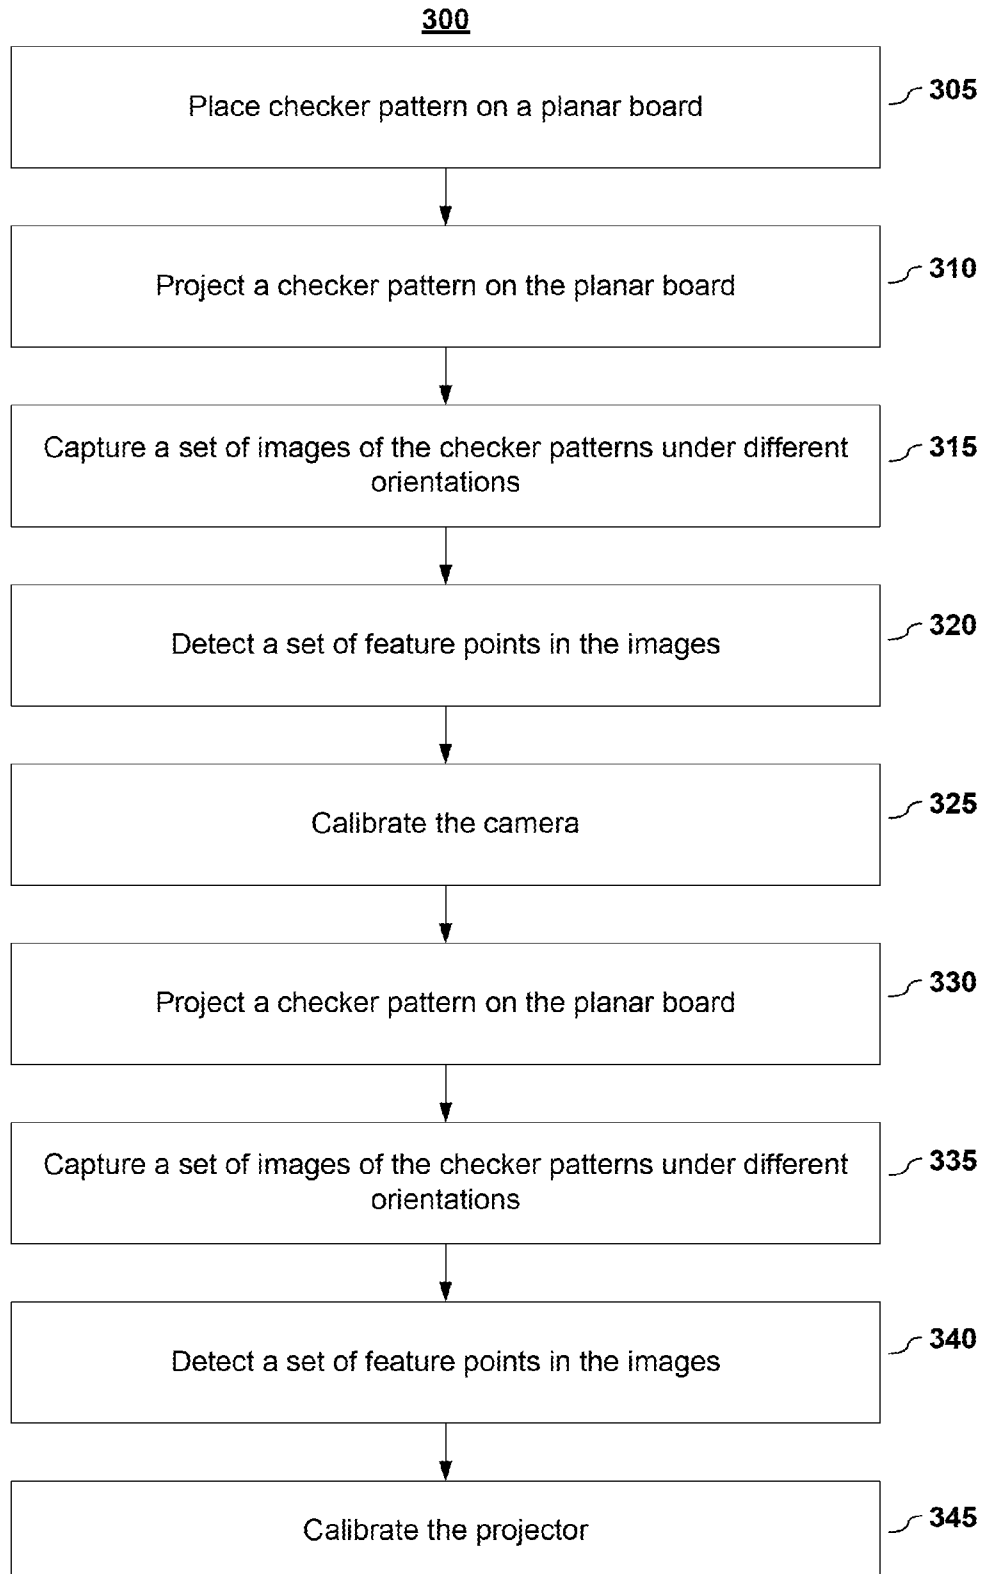 300
Place checker pattern on a planar board
305
Project a checker pattern on the planar board
310
Capture a set of images of the checker patterns under different
orientations
315
Detect a set of feature points in the images
320
Calibrate the camera
325
Project a checker pattern on the planar board
330
Capture a set of images of the checker patterns under different
orientations
335
Detect a set of feature points in the images
340
Calibrate the projector
345